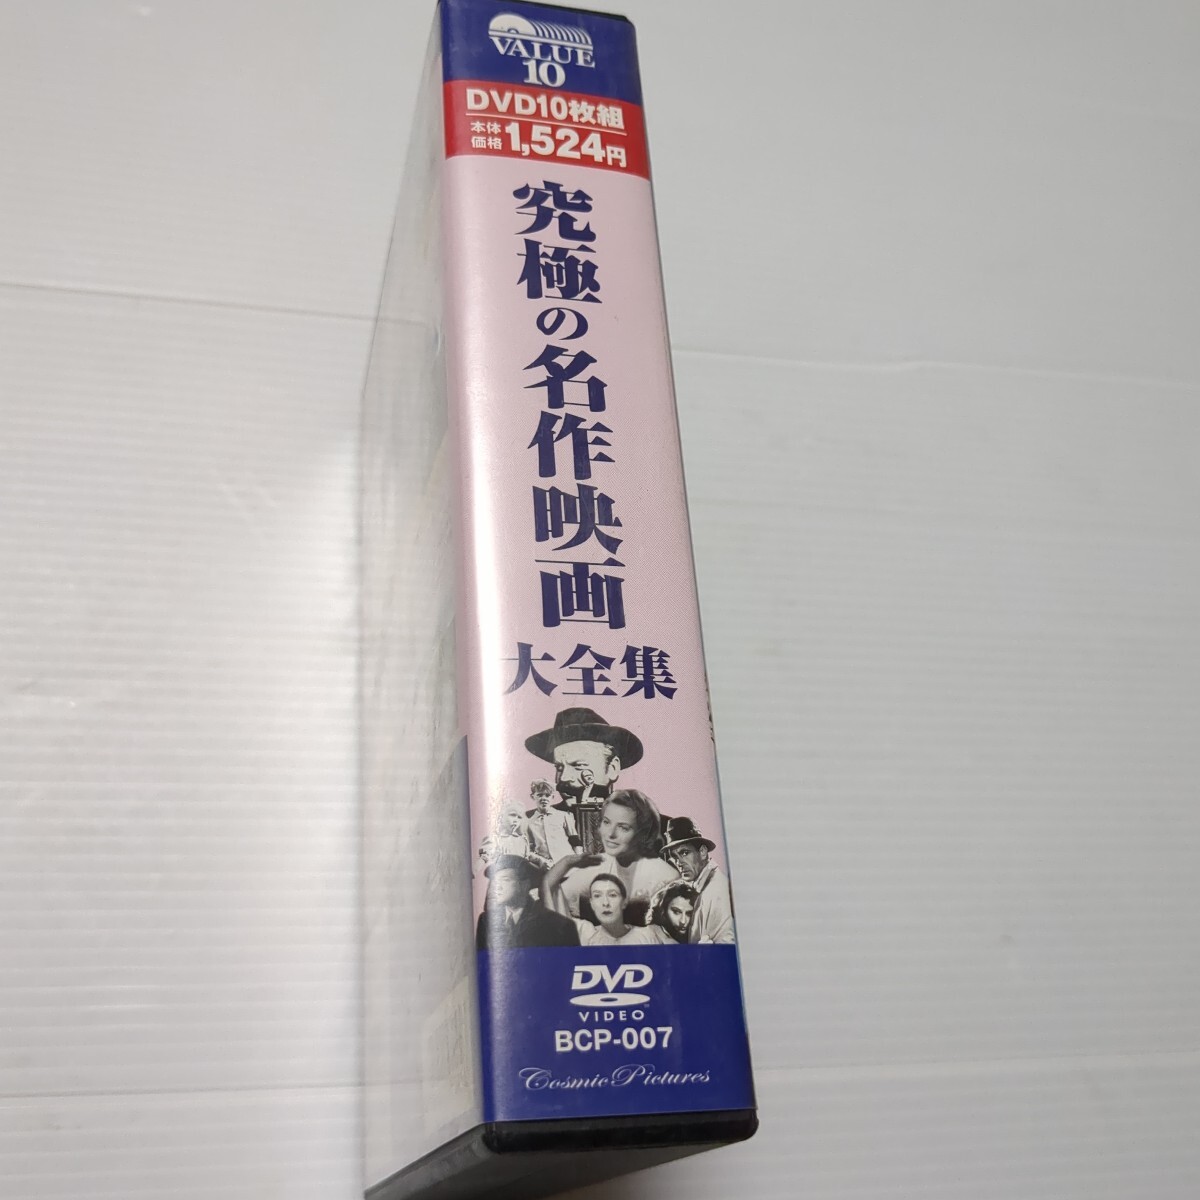 VALUE
10
DVD10枚組
本体
価格
1,524円
究極の名作映画
大全集
DVD
VIDEO
BCP-007
Cosmic Pictures